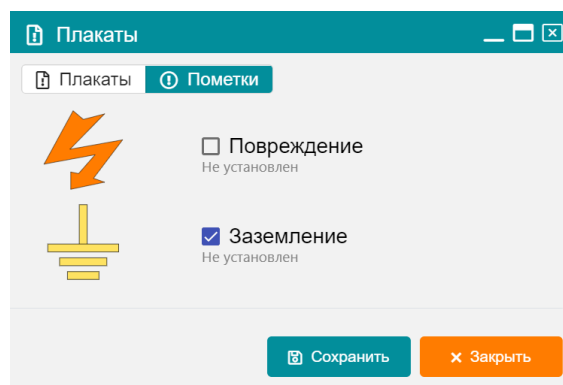 Плакаты
Плакаты Пометки
Повреждение
Не установлен
Заземление
Не установлен
Сохранить Закрыть